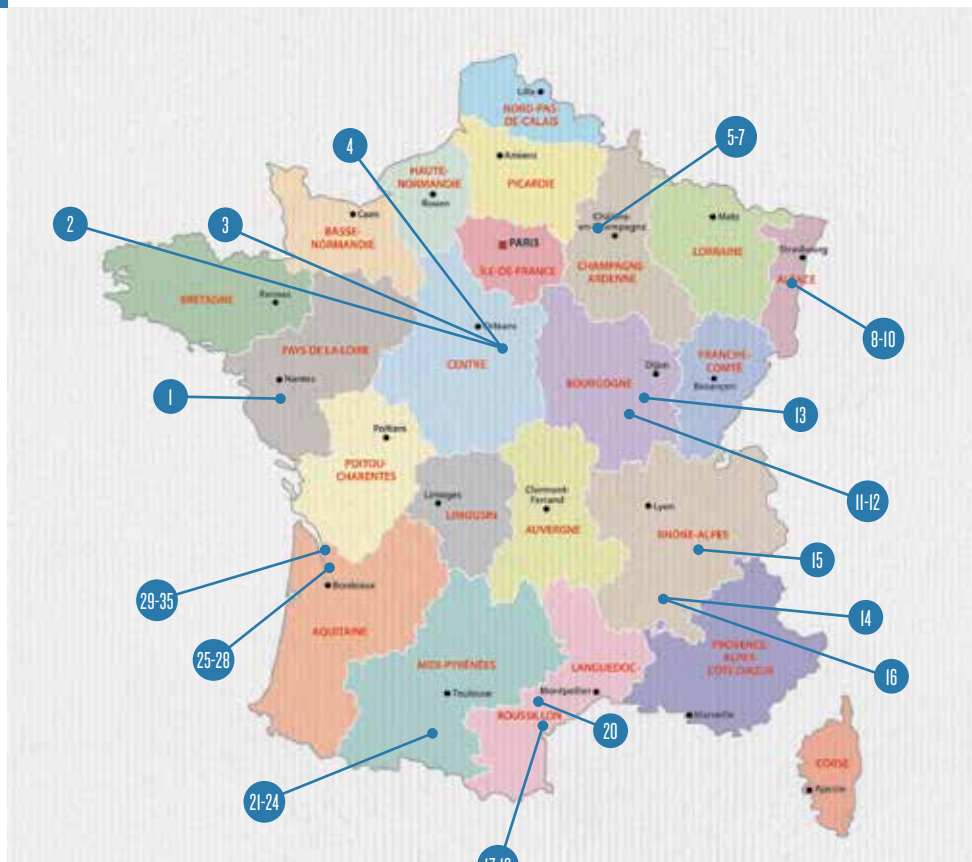 Lille
NORD-PAS
DE-CALAIS
4
5-7
Amiens
HAUTE-
NORMANDIE
PICARDIE
Rouen
2
3
Caen
Châlons-
en-Champagne
Metz
BASSE-
NORMANDIE
PARIS
LORRAINE
Strasbourg
ÎLE-DE-FRANCE
CHAMPAGNE
ARDENNE
ALSACE
BRETAGNE
Rennes
Orléans
8-10
PAYS DE LA LOIRE
CENTRE
FRANCHE-
COMTÉ
Nantes
BOURGOGNE
Dijon
Besançon
1
13
Poitiers
POITOU-
CHARENTES
Limoges
Clermont-
Ferrand
11-12
LIMOUSIN
Lyon
AUVERGNE
RHÔNE-ALPES
15
29-35
Bordeaux
14
AQUITAINE
25-28
MIDI-PYRÉNÉES
LANGUEDOC-
PROVENCE
ALPES-
CÔTE D'AZUR
16
Toulouse
Montpellier
ROUSSILLON
Marseille
20
CORSE
21-24
Ajaccio